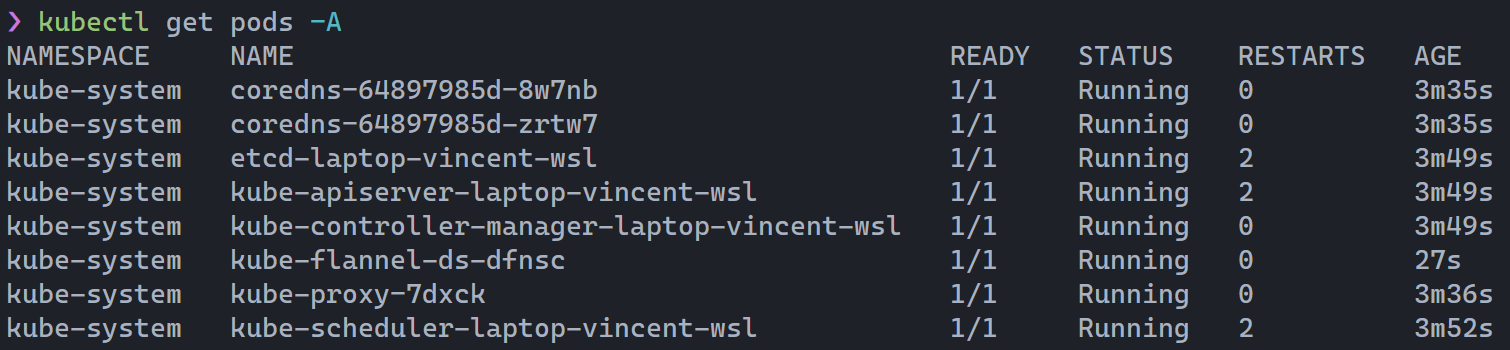 ❯ kubectl get pods -A
NAMESPACE     NAME                                         READY   STATUS    RESTARTS   AGE
kube-system   coredns-64897985d-8w7nb                      1/1     Running   0          3m35s
kube-system   coredns-64897985d-zrtw7                      1/1     Running   0          3m35s
kube-system   etcd-laptop-vincent-wsl                      1/1     Running   2          3m49s
kube-system   kube-apiserver-laptop-vincent-wsl            1/1     Running   2          3m49s
kube-system   kube-controller-manager-laptop-vincent-wsl   1/1     Running   0          3m49s
kube-system   kube-flannel-ds-dfnsc                        1/1     Running   0          27s
kube-system   kube-proxy-7dxck                             1/1     Running   0          3m36s
kube-system   kube-scheduler-laptop-vincent-wsl            1/1     Running   2          3m52s